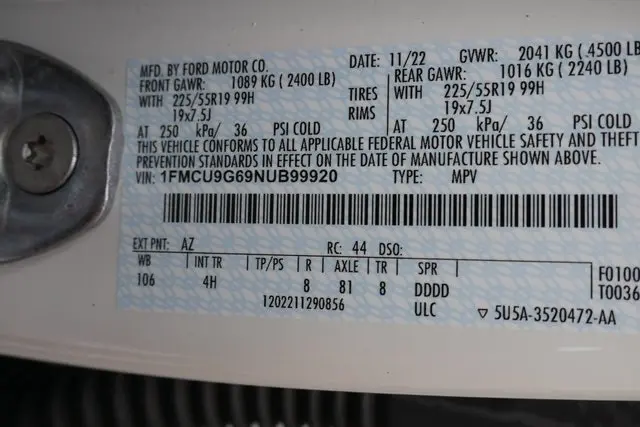 MFD. BY FORD MOTOR CO.
DATE: 11/22 GVWR: 2041 KG ( 4500 LB
FRONT GAWR: 1089 KG ( 2400 LB) REAR GAWR: 1016 KG ( 2240 LB)
WITH 225/55R19 99H TIRES WITH 225/55R19 99H
19x7.5J RIMS 19x7.5J
AT 250 kPa/ 36 PSI COLD AT 250 kPa/ 36 PSI COLD
THIS VEHICLE CONFORMS TO ALL APPLICABLE FEDERAL MOTOR VEHICLE SAFETY AND THEFT
PREVENTION STANDARDS IN EFFECT ON THE DATE OF MANUFACTURE SHOWN ABOVE.
VIN: 1FMCU9G69NUB99920 TYPE: MPV
EXT PNT: AZ RC: 44 DSO:
WB INT TR TP/PS R AXLE TR SPR
106 4H 8 81 8 DDDD
F0100
T0036
1202211290856 ULC ▽ 5U5A-3520472-AA